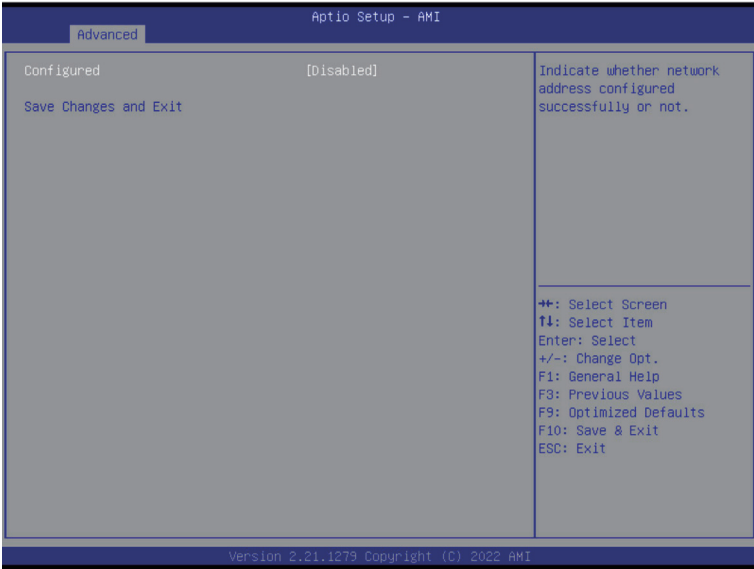 Aptio Setup – AMI
Advanced
Configured [Disabled]
Save Changes and Exit
Indicate whether network
address configured
successfully or not.
→←: Select Screen
↑↓: Select Item
Enter: Select
+/-: Change Opt.
F1: General Help
F3: Previous Values
F9: Optimized Defaults
F10: Save & Exit
ESC: Exit
Version 2.21.1279 Copyright (C) 2022 AMI